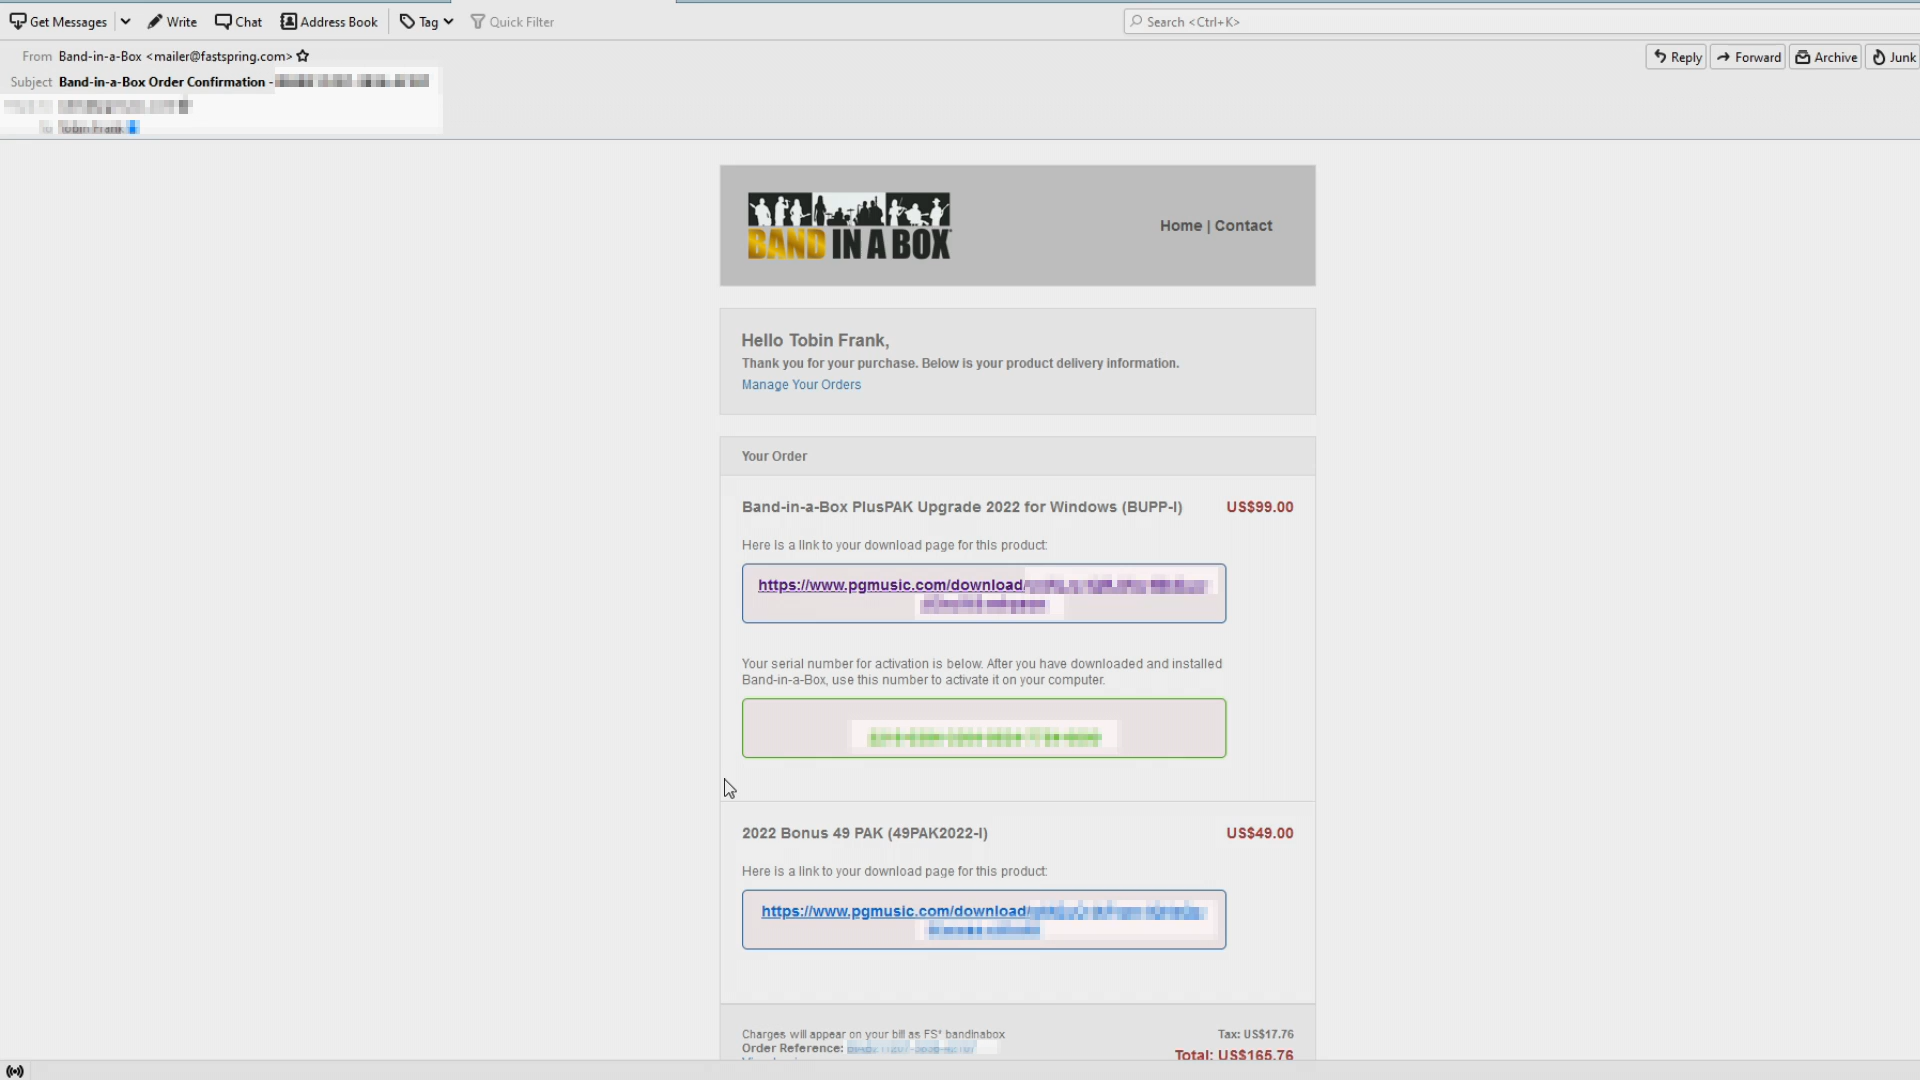 Get Messages Write Chat Address Book Tag Quick Filter Search <Ctrl+K>
From Band-in-a-Box <mailer@fastspring.com> Reply Forward Archive Junk
Subject Band-in-a-Box Order Confirmation -
To Tobin Frank
BAND IN A BOX
Home | Contact
Hello Tobin Frank,
Thank you for your purchase. Below is your product delivery information.
Manage Your Orders
Your Order
Band-in-a-Box PlusPAK Upgrade 2022 for Windows (BUPP-I) US$99.00
Here is a link to your download page for this product:
https://www.pgmusic.com/download/
Your serial number for activation is below. After you have downloaded and installed
Band-in-a-Box, use this number to activate it on your computer.
2022 Bonus 49 PAK (49PAK2022-I) US$49.00
Here is a link to your download page for this product:
https://www.pgmusic.com/download/
Charges will appear on your bill as FS* bandinabox Tax: US$17.76
Order Reference:
Total: US$165.76